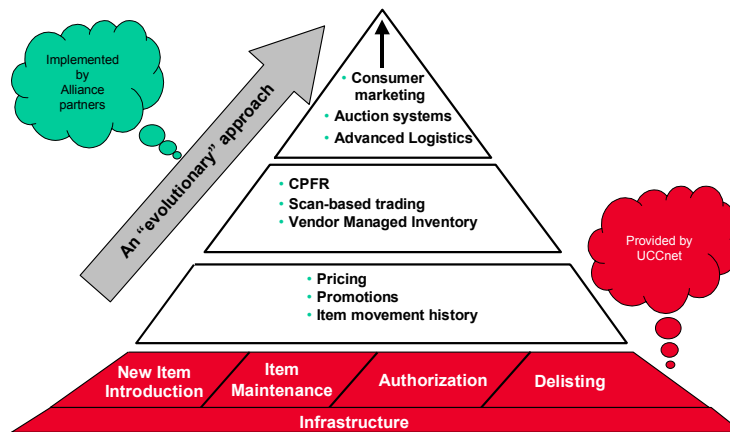 Implemented
by
Alliance
partners
An “evolutionary” approach
• Consumer
marketing
• Auction systems
• Advanced Logistics
• CPFR
• Scan-based trading
• Vendor Managed Inventory
Provided by
UCCnet
• Pricing
• Promotions
• Item movement history
New Item
Introduction
Item
Maintenance
Authorization
Delisting
Infrastructure